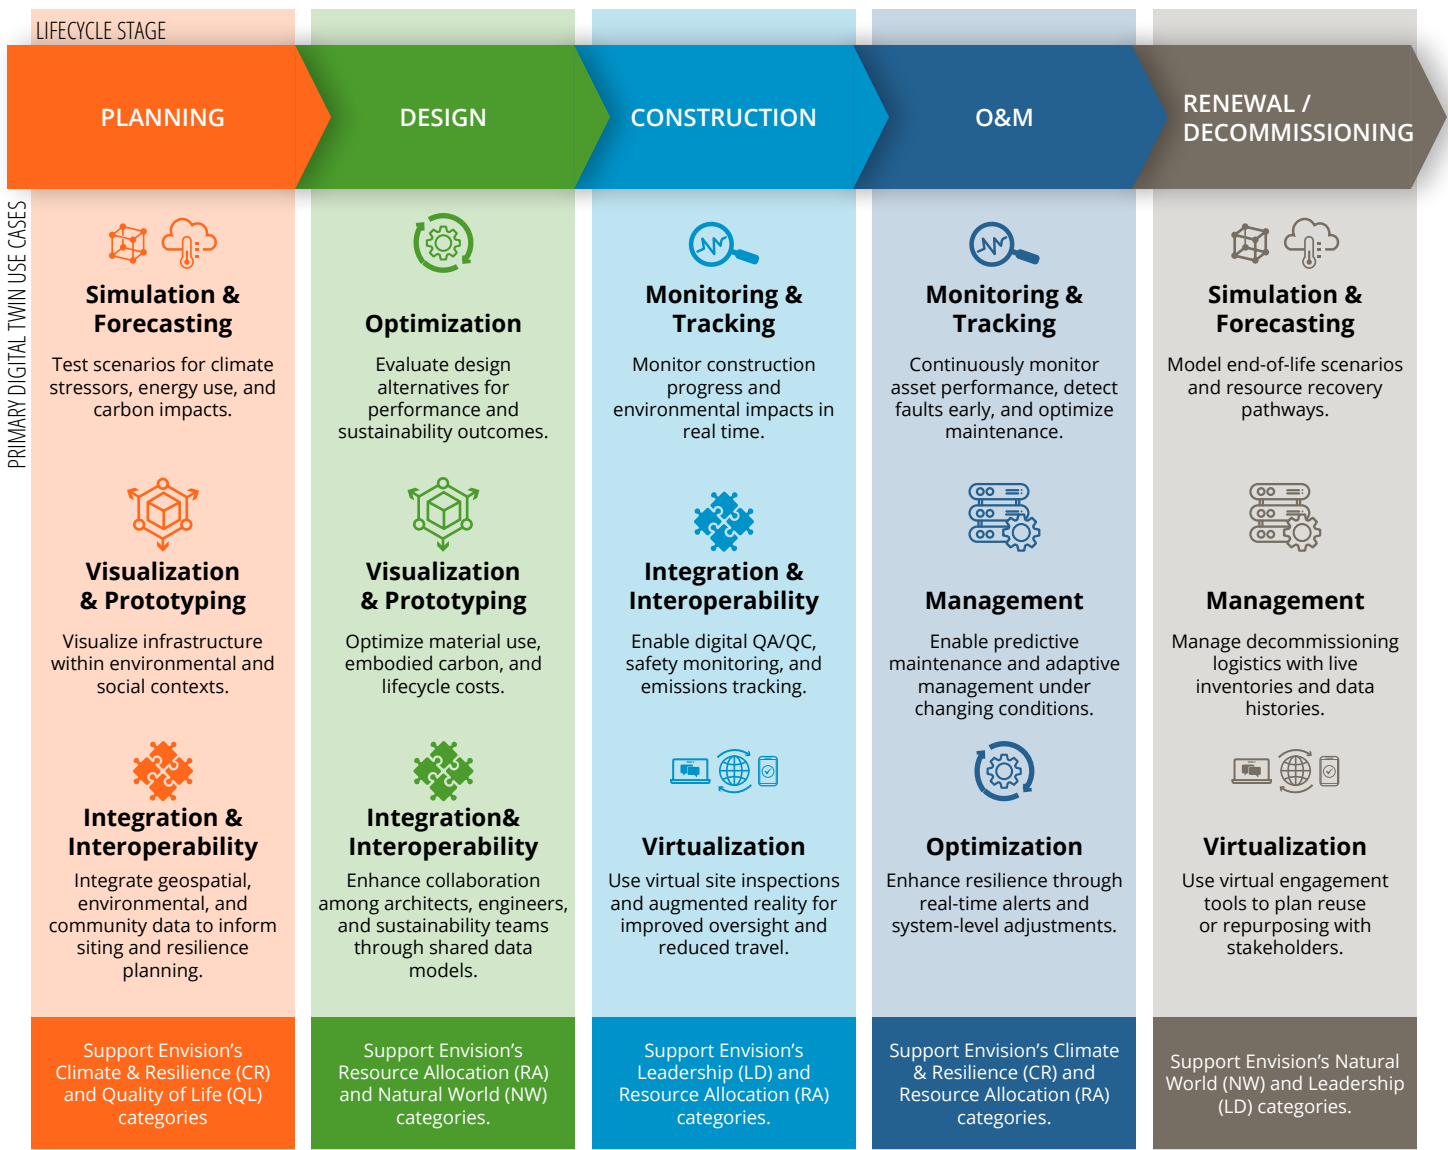 LIFECYCLE STAGE
PLANNING
DESIGN
CONSTRUCTION
O&M
RENEWAL /
DECOMMISSIONING
PRIMARY DIGITAL TWIN USE CASES
Simulation &
Forecasting
Test scenarios for climate
stressors, energy use, and
carbon impacts.
Visualization
& Prototyping
Visualize infrastructure
within environmental and
social contexts.
Integration &
Interoperability
Integrate geospatial,
environmental, and
community data to inform
siting and resilience
planning.
Support Envision’s
Climate & Resilience (CR)
and Quality of Life (QL)
categories
Optimization
Evaluate design
alternatives for
performance and
sustainability outcomes.
Visualization
& Prototyping
Optimize material use,
embodied carbon, and
lifecycle costs.
Integration&
Interoperability
Enhance collaboration
among architects, engineers,
and sustainability teams
through shared data
models.
Support Envision’s
Resource Allocation (RA)
and Natural World (NW)
categories.
Monitoring &
Tracking
Monitor construction
progress and
environmental impacts in
real time.
Integration &
Interoperability
Enable digital QA/QC,
safety monitoring, and
emissions tracking.
Virtualization
Use virtual site inspections
and augmented reality for
improved oversight and
reduced travel.
Support Envision’s
Leadership (LD) and
Resource Allocation (RA)
categories.
Monitoring &
Tracking
Continuously monitor
asset performance, detect
faults early, and optimize
maintenance.
Management
Enable predictive
maintenance and adaptive
management under
changing conditions.
Optimization
Enhance resilience through
real-time alerts and
system-level adjustments.
Support Envision’s Climate
& Resilience (CR) and
Resource Allocation (RA)
categories.
Simulation &
Forecasting
Model end-of-life scenarios
and resource recovery
pathways.
Management
Manage decommissioning
logistics with live
inventories and data
histories.
Virtualization
Use virtual engagement
tools to plan reuse
or repurposing with
stakeholders.
Support Envision’s Natural
World (NW) and Leadership
(LD) categories.